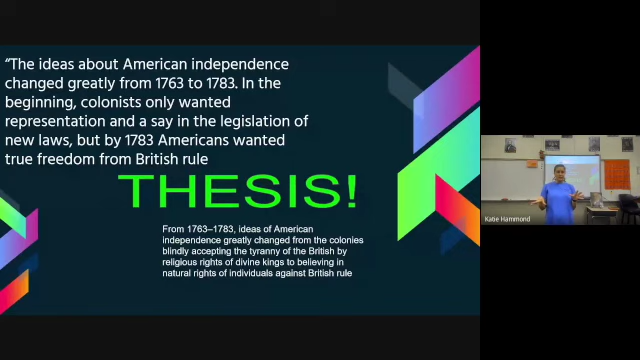 “The ideas about American independence
changed greatly from 1763 to 1783. In the
beginning, colonists only wanted
representation and a say in the legislation of
new laws, but by 1783 Americans wanted
true freedom from British rule
THESIS!
From 1763–1783, ideas of American
independence greatly changed from the colonies
blindly accepting the tyranny of the British by
religious rights of divine kings to believing in
natural rights of individuals against British rule
Katie Hammond